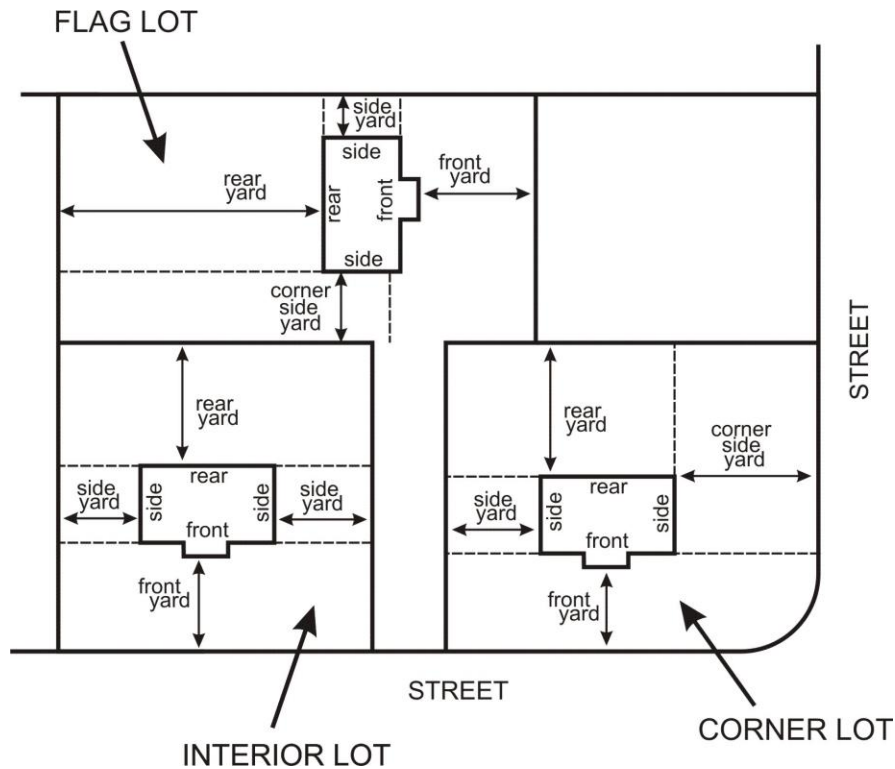 FLAG LOT
side
yard
side
rear
yard
rear
front
front
yard
side
corner
side
yard
STREET
rear
yard
rear
side
yard
side
side
side
yard
front
front
yard
rear
yard
corner
side
yard
rear
side
yard
side
side
front
front
yard
STREET
INTERIOR LOT
CORNER LOT